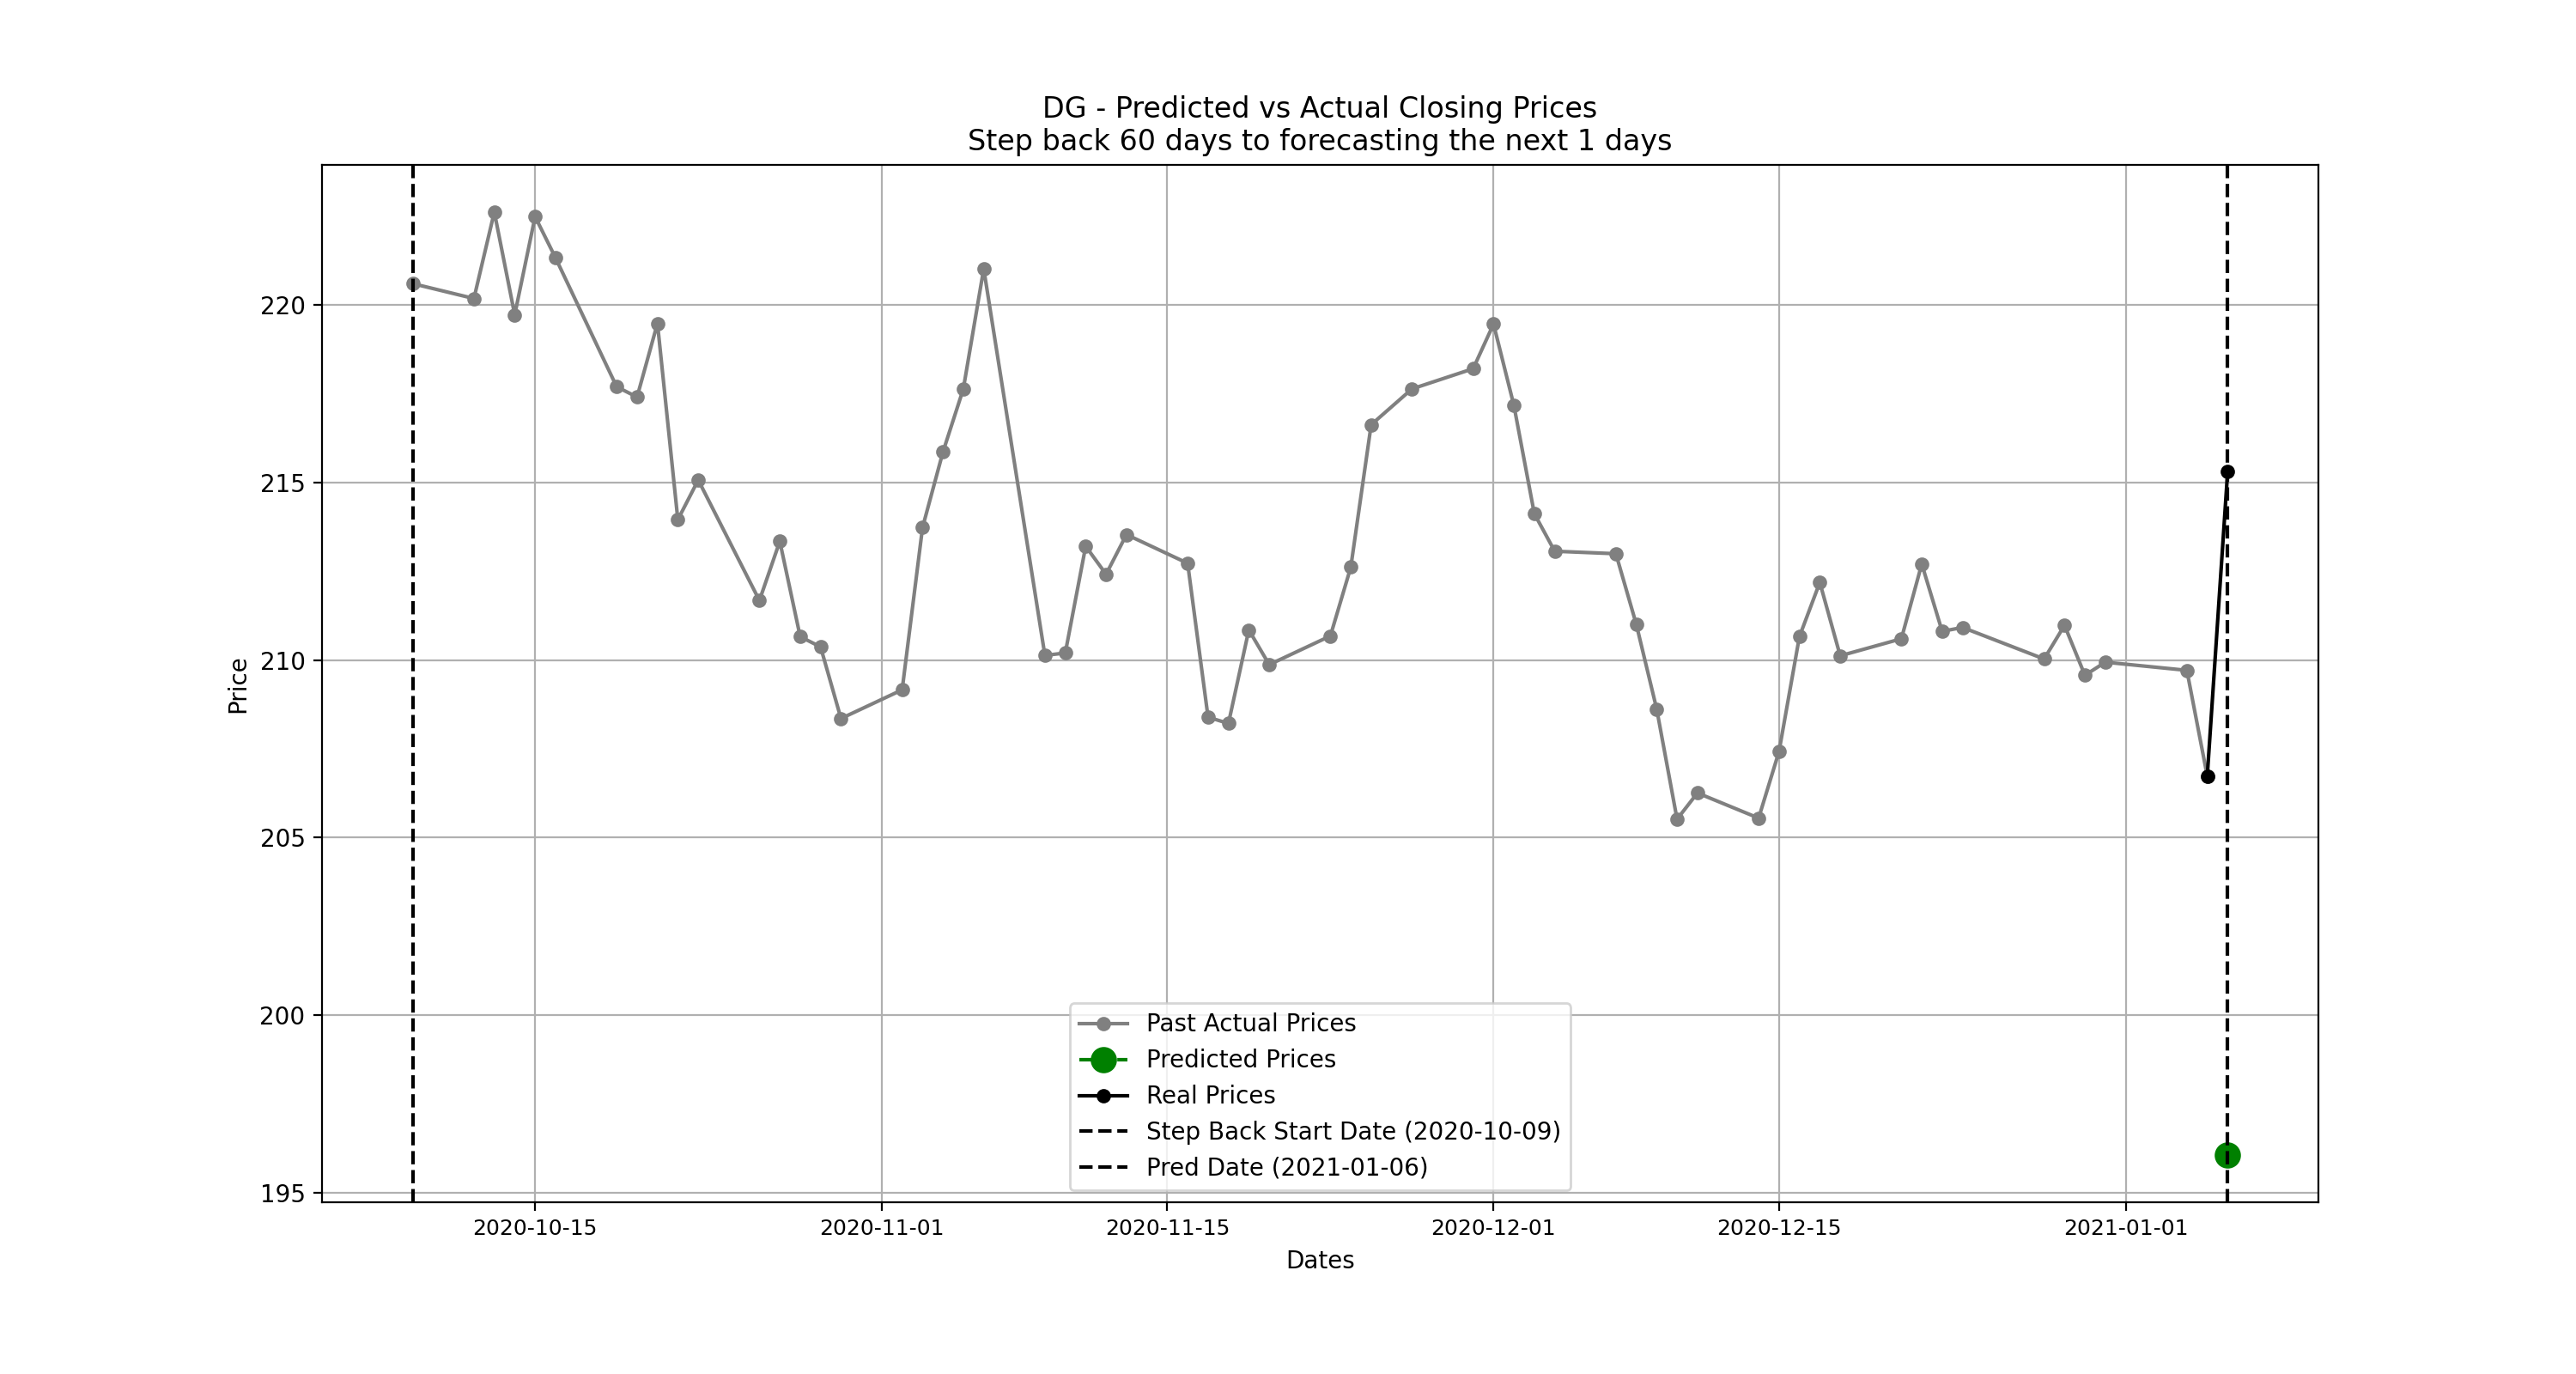 DG - Predicted vs Actual Closing Prices
Step back 60 days to forecasting the next 1 days
Price
220
215
210
205
200
195
Past Actual Prices
Predicted Prices
Real Prices
Step Back Start Date (2020-10-09)
Pred Date (2021-01-06)
2020-10-15
2020-11-01
2020-11-15
2020-12-01
2020-12-15
2021-01-01
Dates